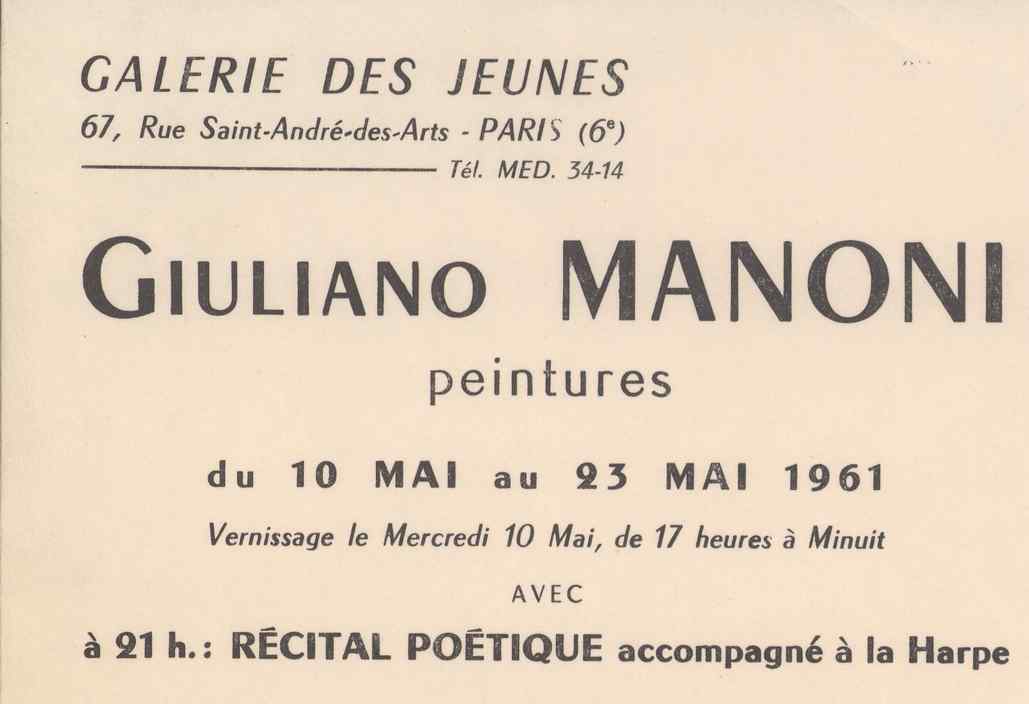 GALERIE DES JEUNES
67, Rue Saint-André-des-Arts - PARIS (6e)
Tél. MED. 34-14
GIULIANO MANONI
peintures
du 10 MAI au 23 MAI 1961
Vernissage le Mercredi 10 Mai, de 17 heures à Minuit
AVEC
à 21 h. : RÉCITAL POÉTIQUE accompagné à la Harpe